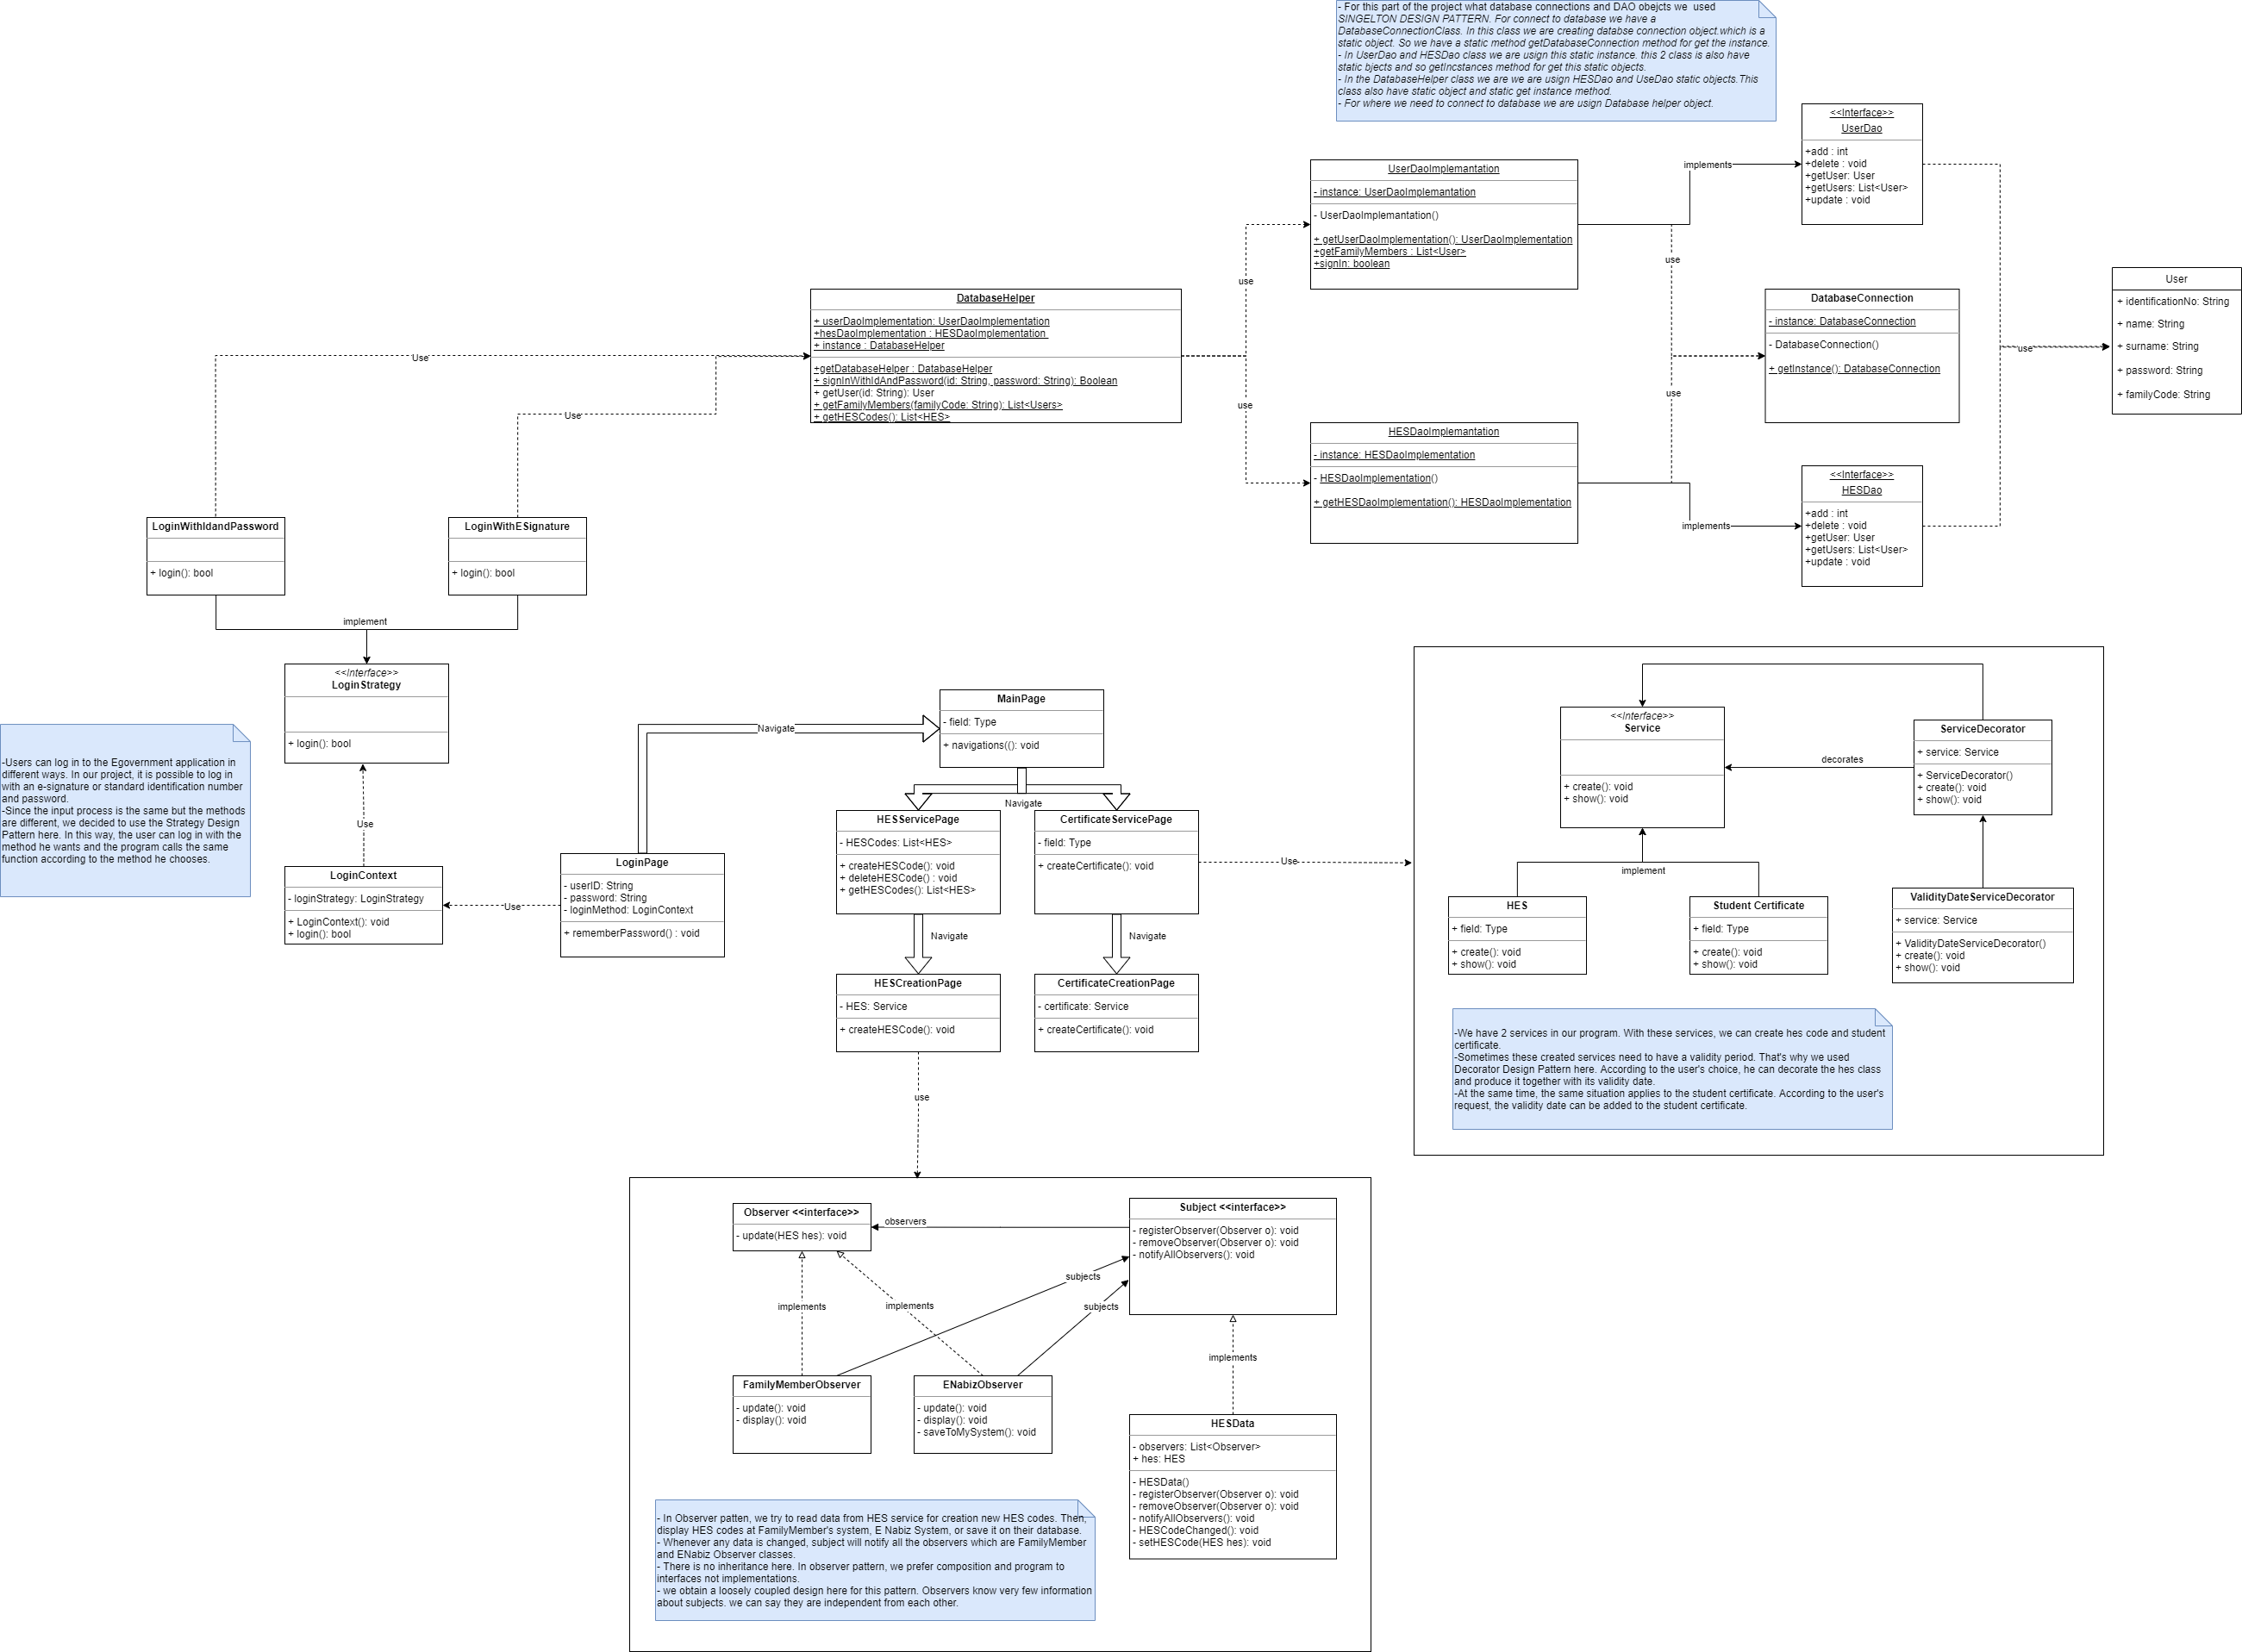 - For this part of the project what database connections and DAO obejcts we  used
SINGELTON DESIGN PATTERN. For connect to database we have a
DatabaseConnectionClass. In this class we are creating databse connection object.which is a
static object. So we have a static method getDatabaseConnection method for get the instance.
- In UserDao and HESDao class we are usign this static instance. this 2 class is also have
static bjects and so getIncstances method for get this static objects.
- In the DatabaseHelper class we are we are usign HESDao and UseDao static objects.This
class also have static object and static get instance method.
- For where we need to connect to database we are usign Database helper object.
<<Interface>>
UserDao
+add : int
+delete : void
+getUser: User
+getUsers: List<User>
+update : void
implements
UserDaoImplemantation
- instance: UserDaoImplemantation
- UserDaoImplemantation()
+ getUserDaoImplementation(): UserDaoImplementation
+getFamilyMembers : List<User>
+signIn: boolean
use
use
User
+ identificationNo: String
+ name: String
+ surname: String
+ password: String
+ familyCode: String
DatabaseHelper
+ userDaoImplementation: UserDaoImplementation
+hesDaoImplementation : HESDaoImplementation
+ instance : DatabaseHelper
+getDatabaseHelper : DatabaseHelper
+ signInWithIdAndPassword(id: String, password: String): Boolean
+ getUser(id: String): User
+ getFamilyMembers(familyCode: String): List<Users>
+ getHESCodes(): List<HES>
DatabaseConnection
- instance: DatabaseConnection
- DatabaseConnection()
+ getInstance(): DatabaseConnection
use
Use
Use
use
use
HESDaoImplemantation
- instance: HESDaoImplementation
- HESDaoImplementation()
+ getHESDaoImplementation(): HESDaoImplementation
implements
<<Interface>>
HESDao
+add : int
+delete : void
+getUser: User
+getUsers: List<User>
+update : void
LoginWithIdandPassword
+ login(): bool
LoginWithESignature
+ login(): bool
implement
<<Interface>>
LoginStrategy
+ login(): bool
-Users can log in to the Egovernment application in
different ways. In our project, it is possible to log in
with an e-signature or standard identification number
and password.
-Since the input process is the same but the methods
are different, we decided to use the Strategy Design
Pattern here. In this way, the user can log in with the
method he wants and the program calls the same
function according to the method he chooses.
Use
LoginContext
- loginStrategy: LoginStrategy
+ LoginContext(): void
+ login(): bool
Use
LoginPage
- userID: String
- password: String
- loginMethod: LoginContext
+ rememberPassword() : void
Navigate
MainPage
- field: Type
+ navigations((): void
Navigate
HESServicePage
- HESCodes: List<HES>
+ createHESCode(): void
+ deleteHESCode() : void
+ getHESCodes(): List<HES>
CertificateServicePage
- field: Type
+ createCertificate(): void
Use
Navigate
Navigate
HESCreationPage
- HES: Service
+ createHESCode(): void
CertificateCreationPage
- certificate: Service
+ createCertificate(): void
use
<<Interface>>
Service
+ create(): void
+ show(): void
decorates
ServiceDecorator
+ service: Service
+ ServiceDecorator()
+ create(): void
+ show(): void
implement
HES
+ field: Type
+ create(): void
+ show(): void
Student Certificate
+ field: Type
+ create(): void
+ show(): void
ValidityDateServiceDecorator
+ service: Service
+ ValidityDateServiceDecorator()
+ create(): void
+ show(): void
-We have 2 services in our program. With these services, we can create hes code and student
certificate.
-Sometimes these created services need to have a validity period. That's why we used
Decorator Design Pattern here. According to the user's choice, he can decorate the hes class
and produce it together with its validity date.
-At the same time, the same situation applies to the student certificate. According to the user's
request, the validity date can be added to the student certificate.
Observer <<interface>>
- update(HES hes): void
observers
Subject <<interface>>
- registerObserver(Observer o): void
- removeObserver(Observer o): void
- notifyAllObservers(): void
subjects
implements
implements
subjects
implements
FamilyMemberObserver
- update(): void
- display(): void
ENabizObserver
- update(): void
- display(): void
- saveToMySystem(): void
HESData
- observers: List<Observer>
+ hes: HES
- HESData()
- registerObserver(Observer o): void
- removeObserver(Observer o): void
- notifyAllObservers(): void
- HESCodeChanged(): void
- setHESCode(HES hes): void
- In Observer patten, we try to read data from HES service for creation new HES codes. Then,
display HES codes at FamilyMember's system, E Nabiz System, or save it on their database.
- Whenever any data is changed, subject will notify all the observers which are FamilyMember
and ENabiz Observer classes.
- There is no inheritance here. In observer pattern, we prefer composition and program to
interfaces not implementations.
- we obtain a loosely coupled design here for this pattern. Observers know very few information
about subjects. we can say they are independent from each other.